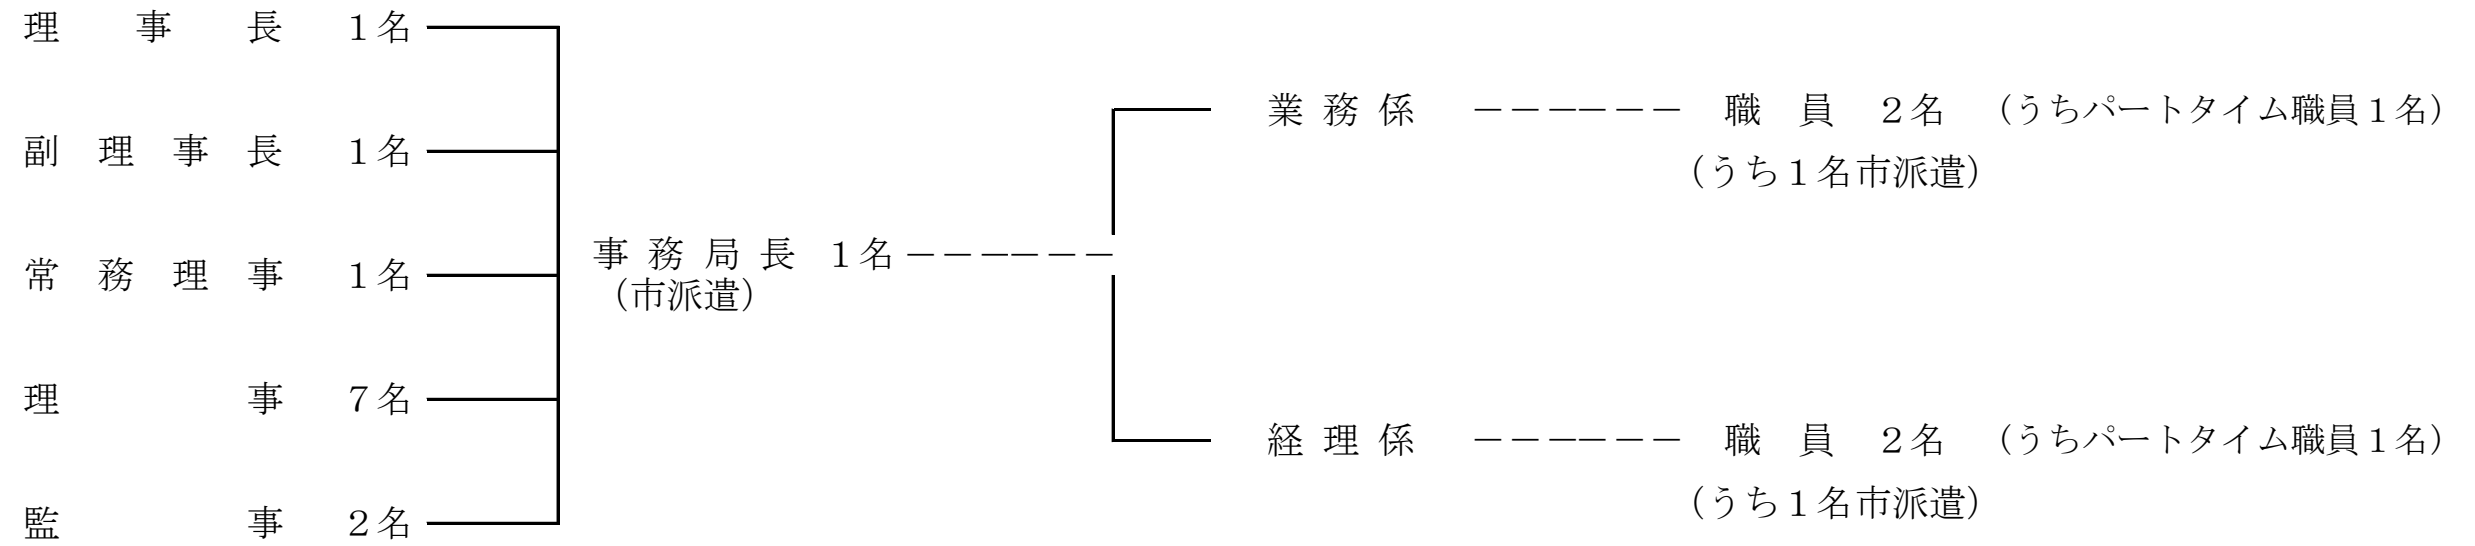 理事長 １名
副理事長 １名
常務理事 １名
理事 ７名
監事 ２名
事務局長 １名－－－－－－
（市派遣）
業務係 －－－－－－ 職員 ２名 （うちパートタイム職員１名）
（うち１名市派遣）
経理係 －－－－－－ 職員 ２名 （うちパートタイム職員１名）
（うち１名市派遣）